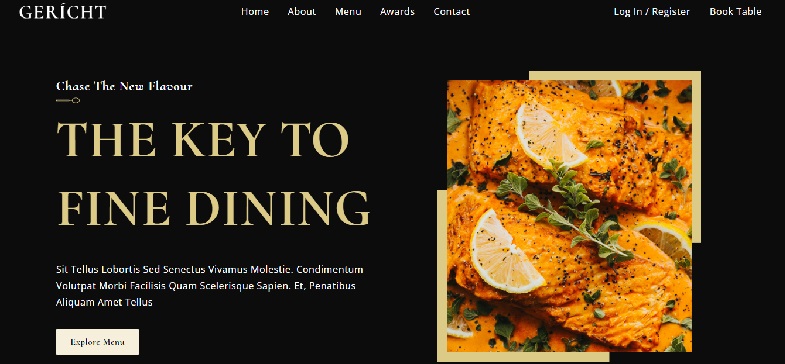 GERÍCHT
Home About Menu Awards Contact
Log In / Register Book Table
Chase The New Flavour
THE KEY TO
FINE DINING
Sit Tellus Lobortis Sed Senectus Vivamus Molestie. Condimentum
Volutpat Morbi Facilisis Quam Scelerisque Sapien. Et, Penatibus
Aliquam Amet Tellus
Explore Menu